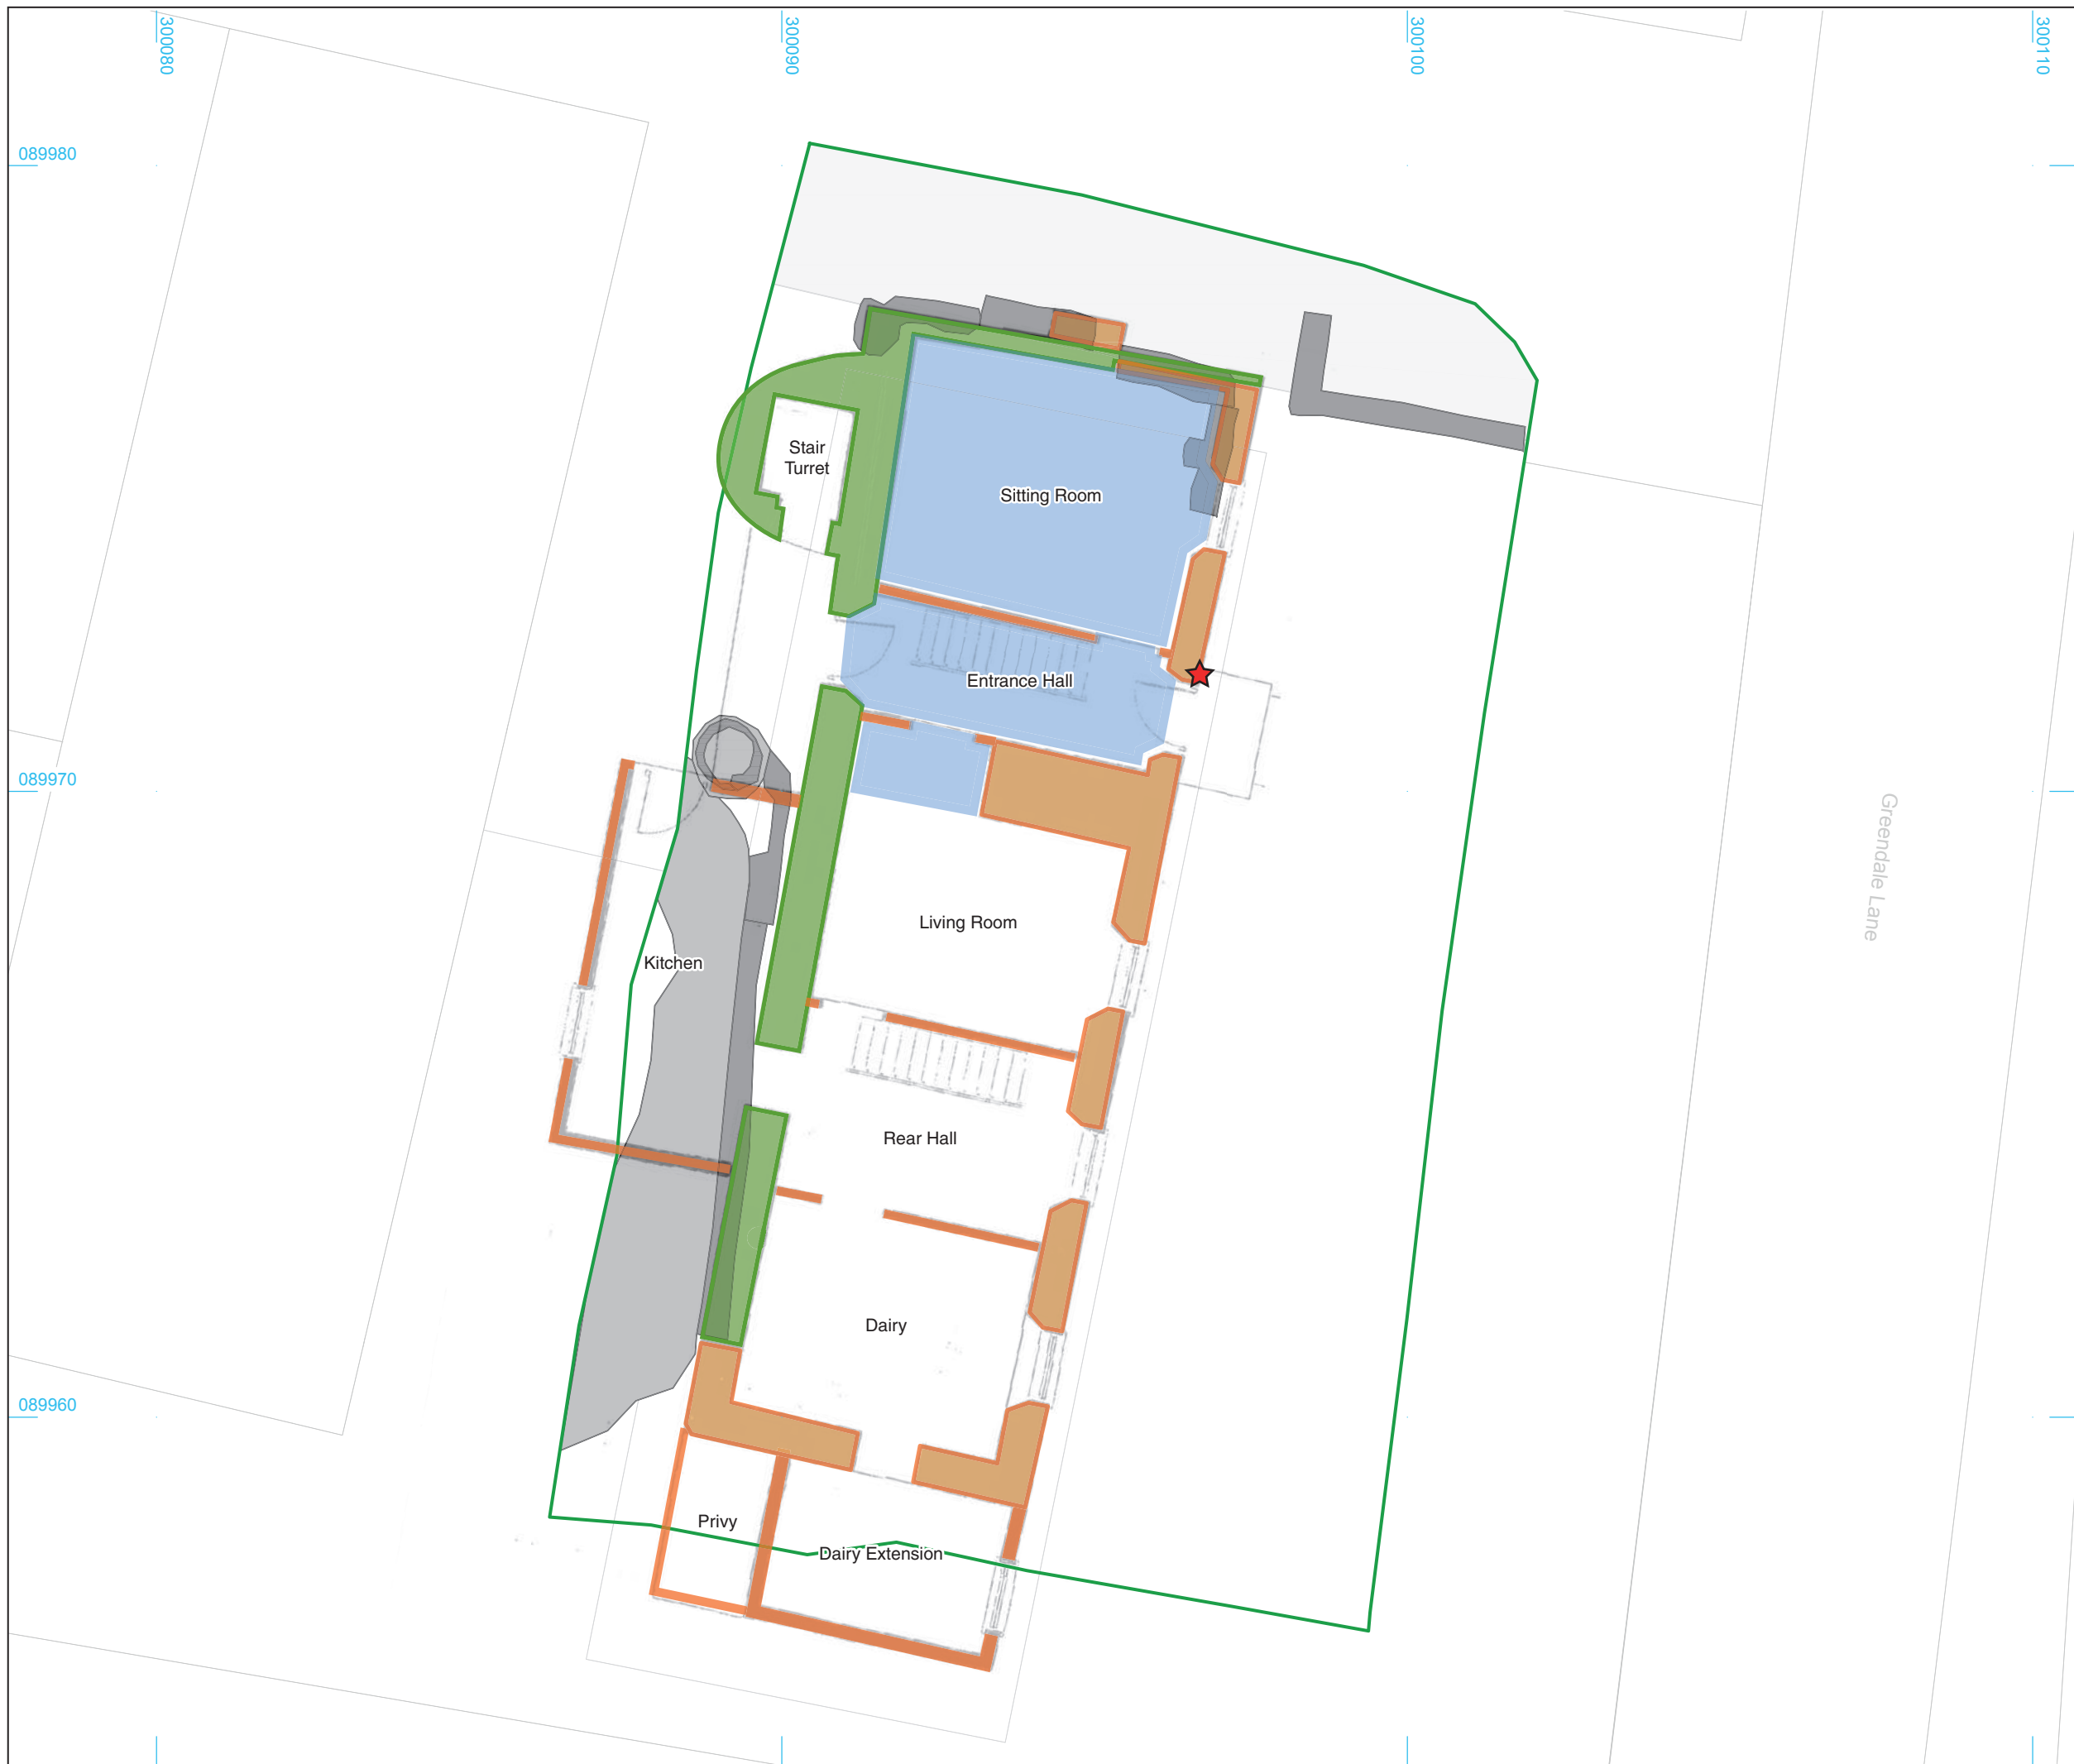 300080
300090
300100
300110
089980
Stair
Turret
Sitting Room
Entrance Hall
089970
Greendale Lane
Living Room
Kitchen
Rear Hall
Dairy
089960
Privy
Dairy Extension